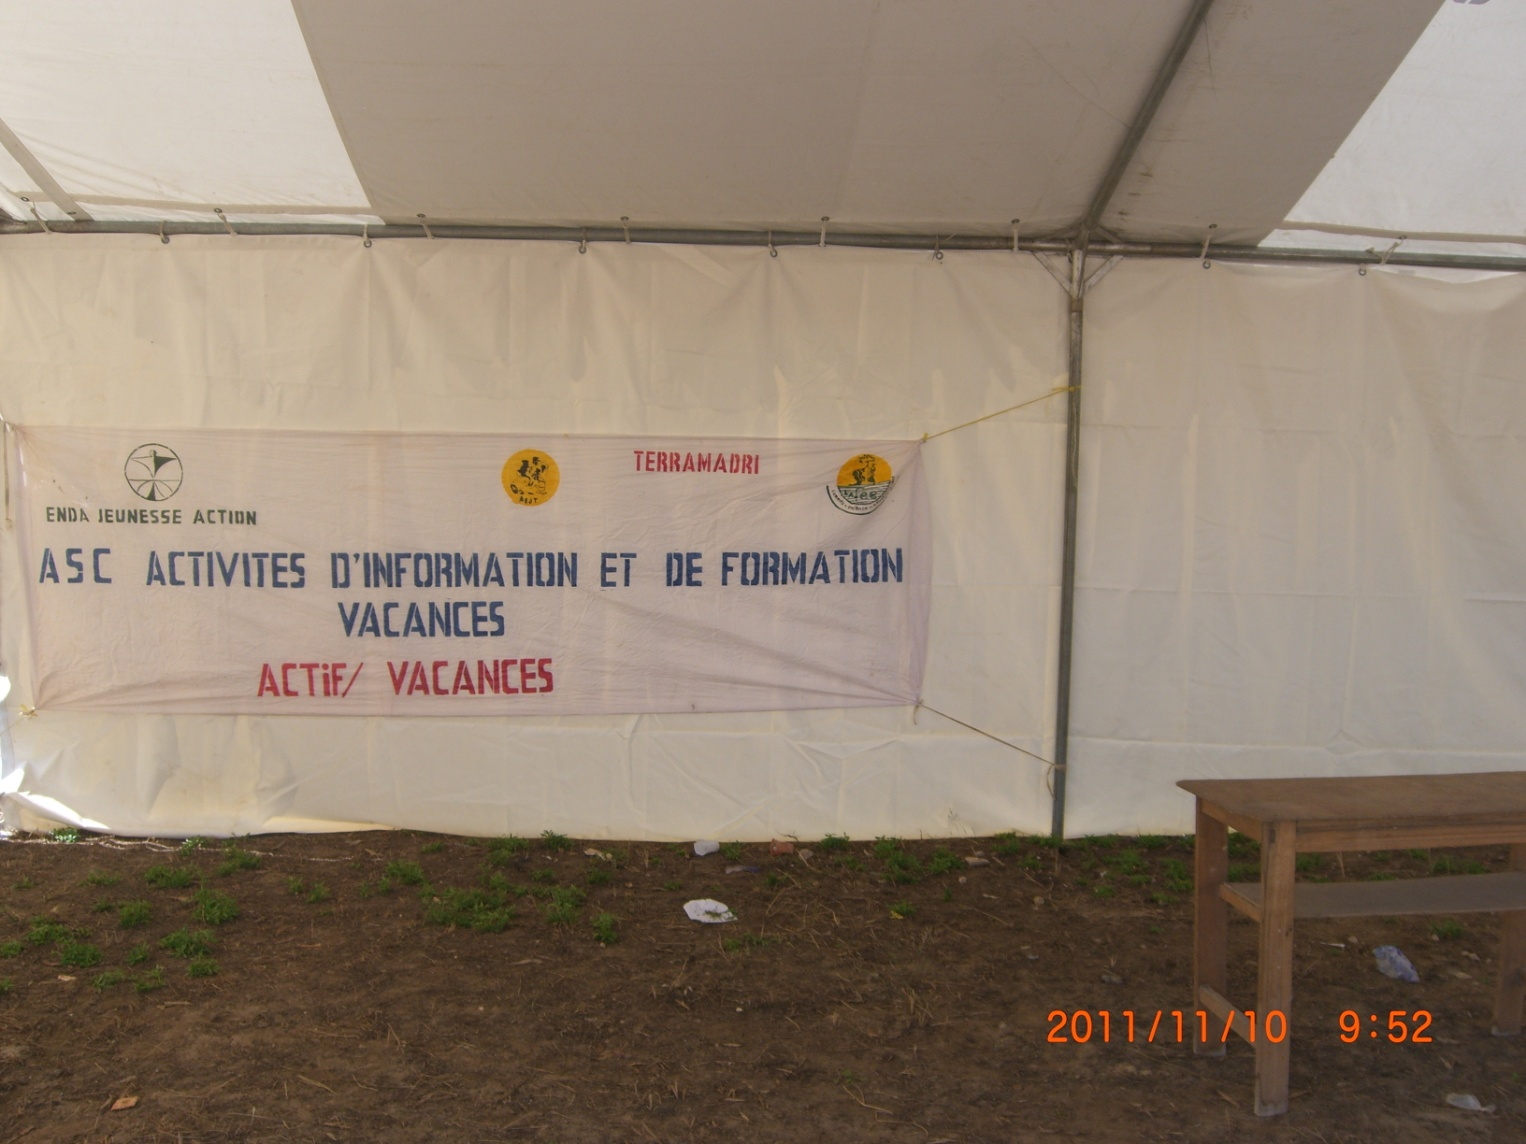 TERRAMADRI
ENDA JEUNESSE ACTION
ASC ACTIVITES D'INFORMATION ET DE FORMATION
VACANCES
ACTiF/ VACANCES
2011/11/10 9:52